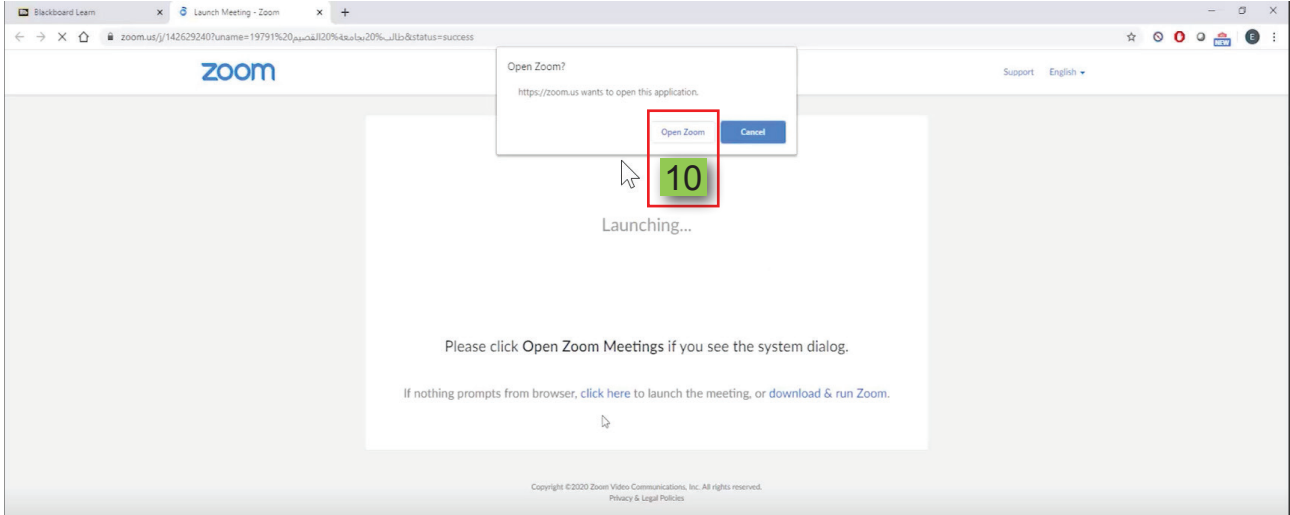 Blackboard Learn
Launch Meeting - Zoom
zoom.us/j/142629240?uname=19791%20طالب%20بجامعة%20القصيم&status=success
NEW
E
zoom
Support English
Open Zoom?
https://zoom.us wants to open this application.
Open Zoom Cancel
10
Launching...
Please click Open Zoom Meetings if you see the system dialog.
If nothing prompts from browser, click here to launch the meeting, or download & run Zoom.
Copyright ©2020 Zoom Video Communications, Inc. All rights reserved.
Privacy & Legal Policies